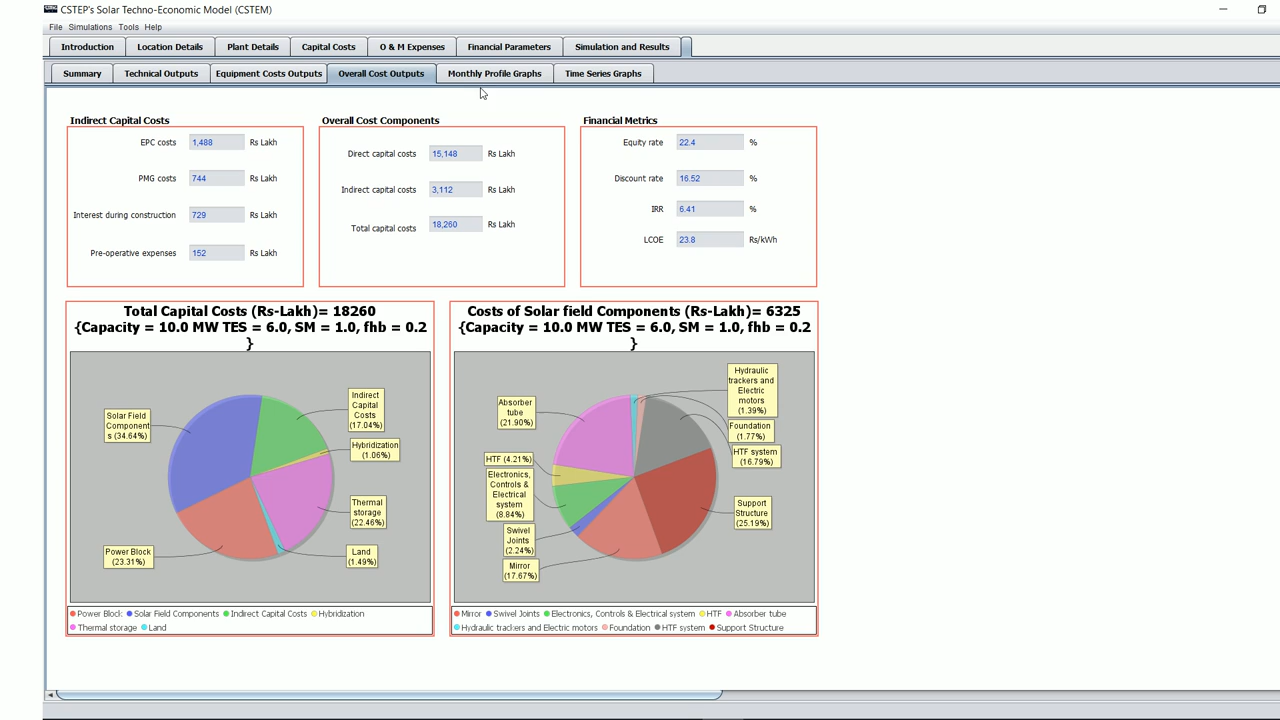 CSTEP's Solar Techno-Economic Model (CSTEM)
File Simulations Tools Help
Introduction Location Details Plant Details Capital Costs O & M Expenses Financial Parameters Simulation and Results
Summary Technical Outputs Equipment Costs Outputs Overall Cost Outputs Monthly Profile Graphs Time Series Graphs
Indirect Capital Costs
EPC costs 1,488 Rs Lakh
PMG costs 744 Rs Lakh
Interest during construction 729 Rs Lakh
Pre-operative expenses 152 Rs Lakh
Overall Cost Components
Direct capital costs 15,148 Rs Lakh
Indirect capital costs 3,112 Rs Lakh
Total capital costs 18,260 Rs Lakh
Financial Metrics
Equity rate 22.4 %
Discount rate 16.52 %
IRR 6.41 %
LCOE 23.8 Rs/kWh
Total Capital Costs (Rs-Lakh)= 18260
{Capacity = 10.0 MW TES = 6.0, SM = 1.0, fhb = 0.2
}
Solar Field
Component
s (34.64%)
Indirect
Capital
Costs
(17.04%)
Hybridization
(1.06%)
Thermal
storage
(22.46%)
Land
(1.49%)
Power Block
(23.31%)
Power Block Solar Field Components Indirect Capital Costs Hybridization
Thermal storage Land
Costs of Solar field Components (Rs-Lakh)= 6325
{Capacity = 10.0 MW TES = 6.0, SM = 1.0, fhb = 0.2
}
Absorber
tube
(21.90%)
HTF (4.21%)
Electronics,
Controls &
Electrical
system
(8.84%)
Swivel
Joints
(2.24%)
Mirror
(17.67%)
Hydraulic
trackers and
Electric
motors
(1.39%)
Foundation
(1.77%)
HTF system
(16.79%)
Support
Structure
(25.19%)
Mirror Swivel Joints Electronics, Controls & Electrical system HTF Absorber tube
Hydraulic trackers and Electric motors Foundation HTF system Support Structure